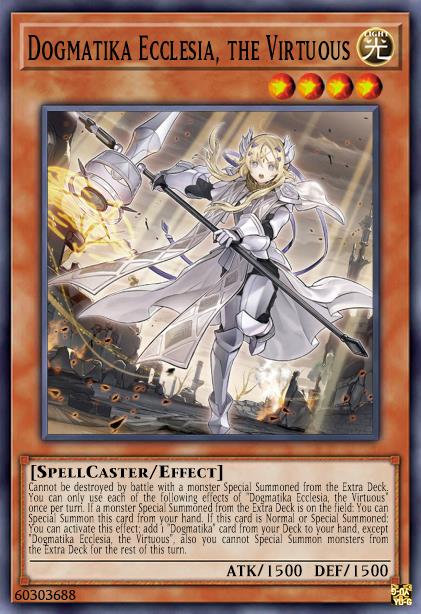 Dogmatika Ecclesia, the Virtuous
LIGHT
光
[SpellCaster/Effect]
Cannot be destroyed by battle with a monster Special Summoned from the Extra Deck.
You can only use each of the following effects of "Dogmatika Ecclesia, the Virtuous"
once per turn. If a monster Special Summoned from the Extra Deck is on the field: You can
Special Summon this card from your hand. If this card is Normal or Special Summoned:
You can activate this effect; add 1 "Dogmatika" card from your Deck to your hand, except
"Dogmatika Ecclesia, the Virtuous", also you cannot Special Summon monsters from
the Extra Deck for the rest of this turn.
ATK/1500 DEF/1500
60303688